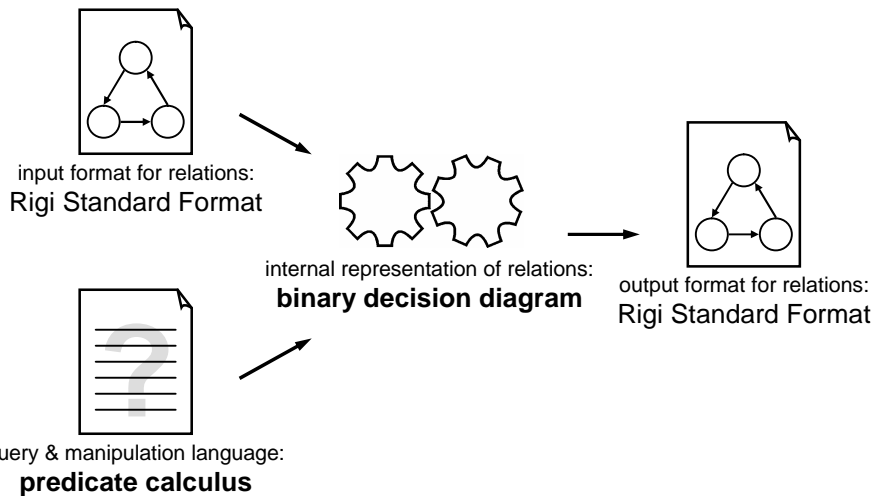 input format for relations:
Rigi Standard Format
internal representation of relations:
binary decision diagram
output format for relations:
Rigi Standard Format
?
uery & manipulation language:
predicate calculus